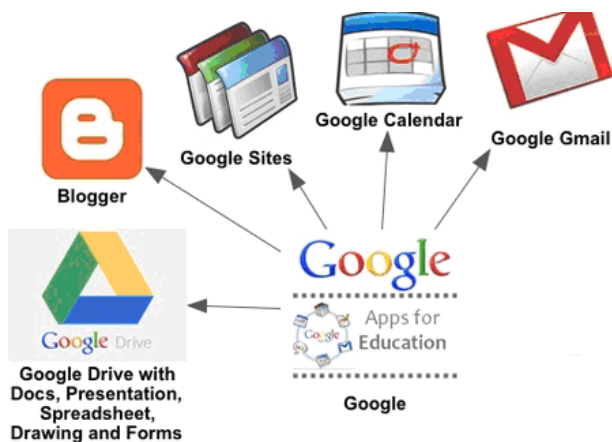 Google Calendar
Google Gmail
Google Sites
Blogger
Google
Google Drive
Apps for
Education
Google
Google Drive with
Docs, Presentation,
Spreadsheet,
Drawing and Forms
Google